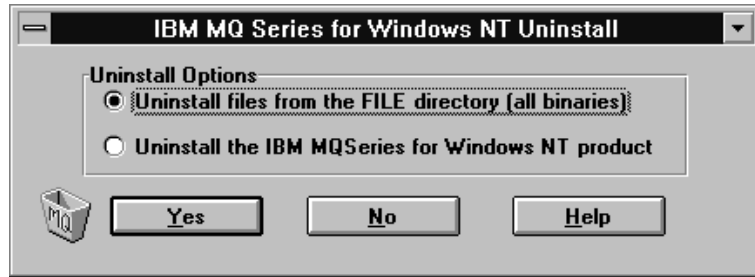 IBM MQ Series for Windows NT Uninstall
Uninstall Options
Uninstall files from the FILE directory (all binaries)
Uninstall the IBM MQSeries for Windows NT product
MQ
Yes
No
Help